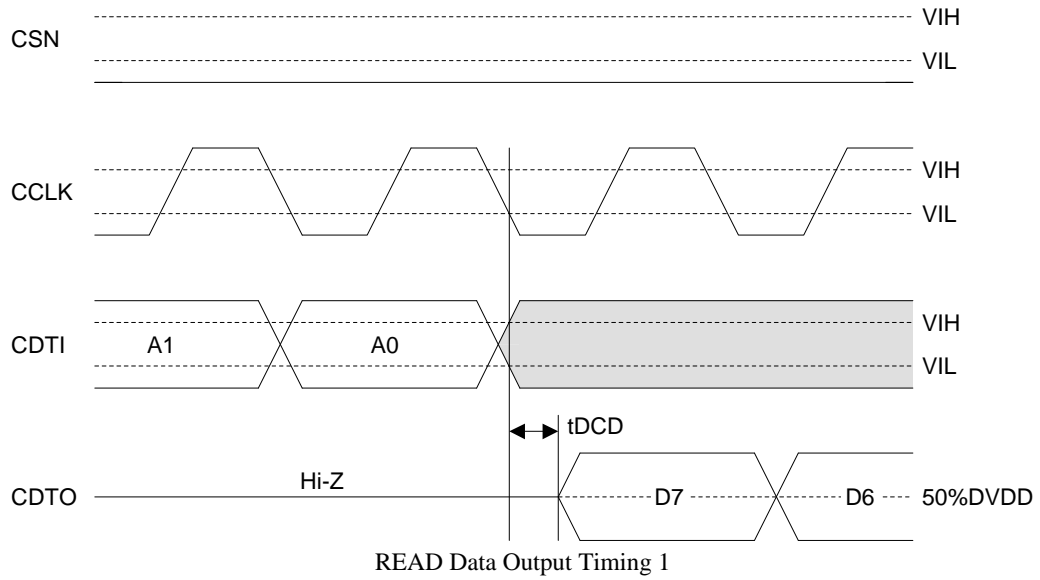 VIH
CSN
VIL
VIH
CCLK
VIL
VIH
CDTI
A1
A0
VIL
tDCD
Hi-Z
CDTO
D7
D6
50%DVDD
READ Data Output Timing 1